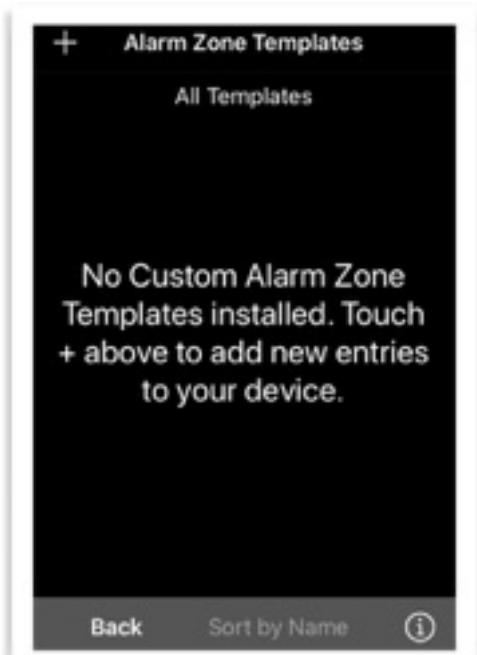 + Alarm Zone Templates
All Templates
No Custom Alarm Zone
Templates installed. Touch
+ above to add new entries
to your device.
Back Sort by Name i